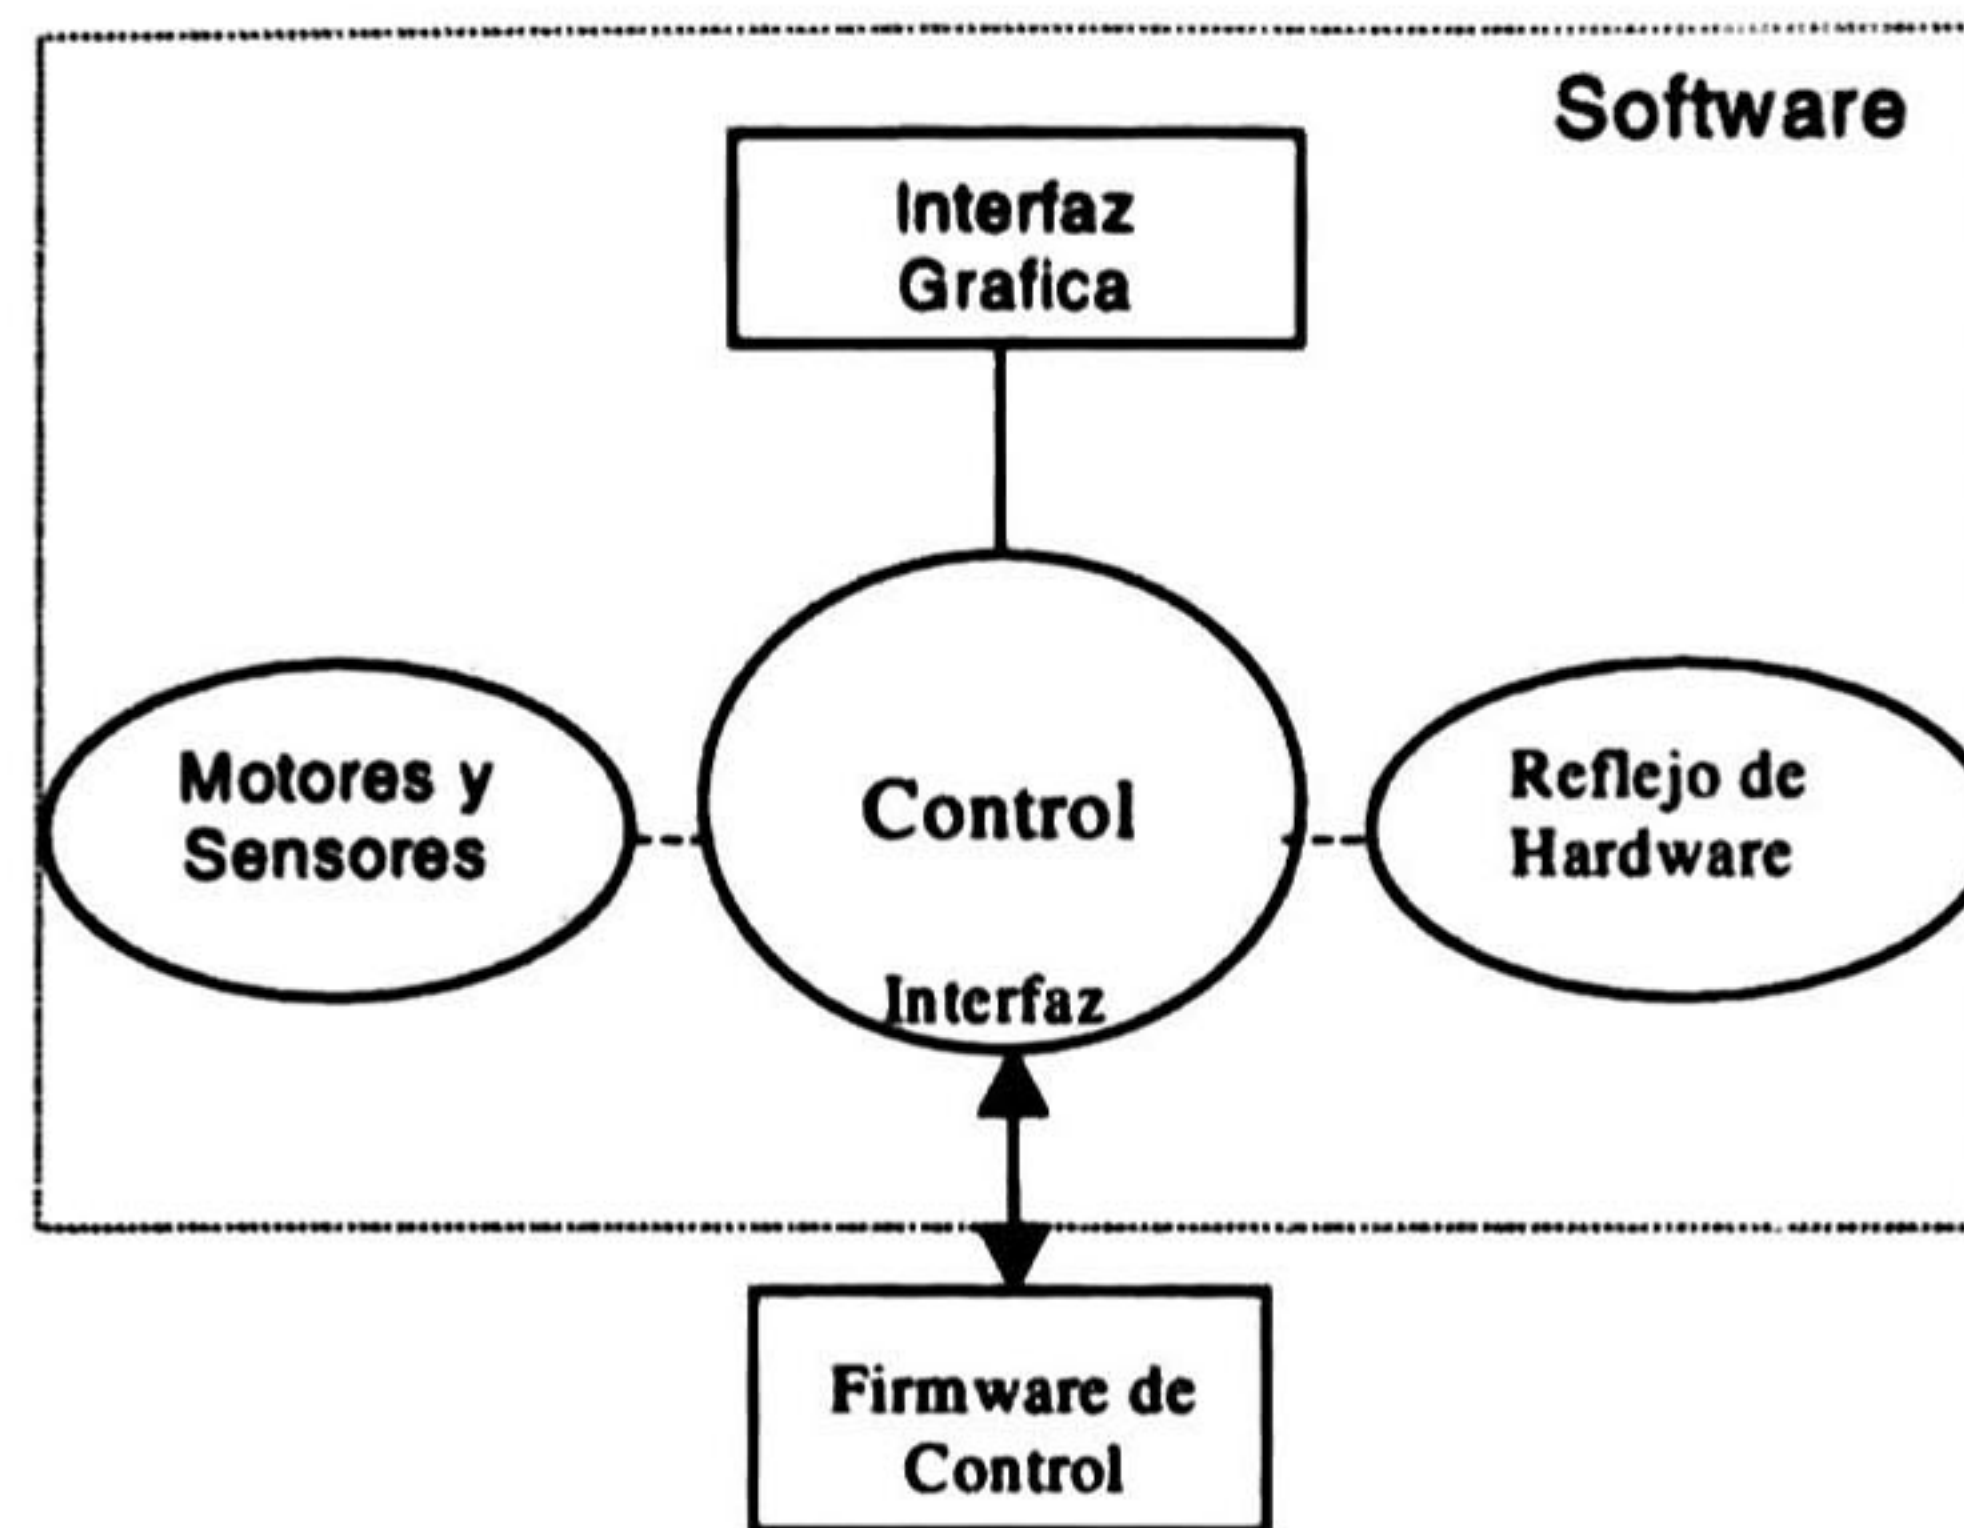 Software
Interfaz
Grafica
Motores y
Sensores
Control
Interfaz
Reflejo de
Hardware
Firmware de
Control